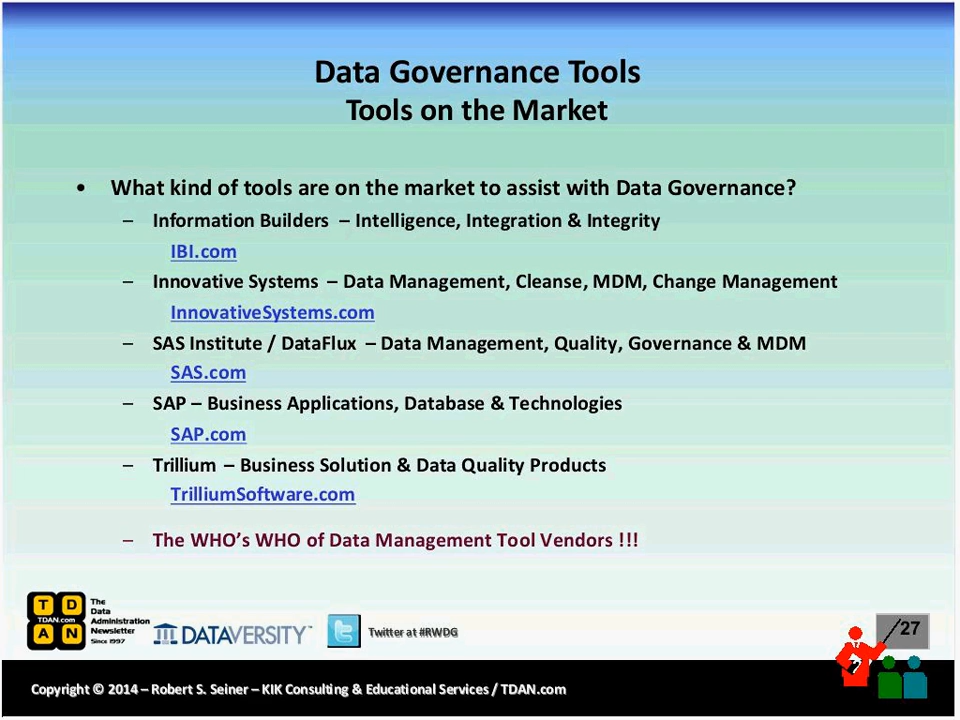 Data Governance Tools
Tools on the Market
• What kind of tools are on the market to assist with Data Governance?
– Information Builders – Intelligence, Integration & Integrity
IBI.com
– Innovative Systems – Data Management, Cleanse, MDM, Change Management
InnovativeSystems.com
– SAS Institute / DataFlux – Data Management, Quality, Governance & MDM
SAS.com
– SAP – Business Applications, Database & Technologies
SAP.com
– Trillium – Business Solution & Data Quality Products
TrilliumSoftware.com
– The WHO’s WHO of Data Management Tool Vendors !!!
T D
TDAN.com
A N
The
Data
Administration
Newsletter
Since 1997
DATAVERSITY™
Twitter at #RWDG
27
Copyright © 2014 – Robert S. Seiner – KIK Consulting & Educational Services / TDAN.com